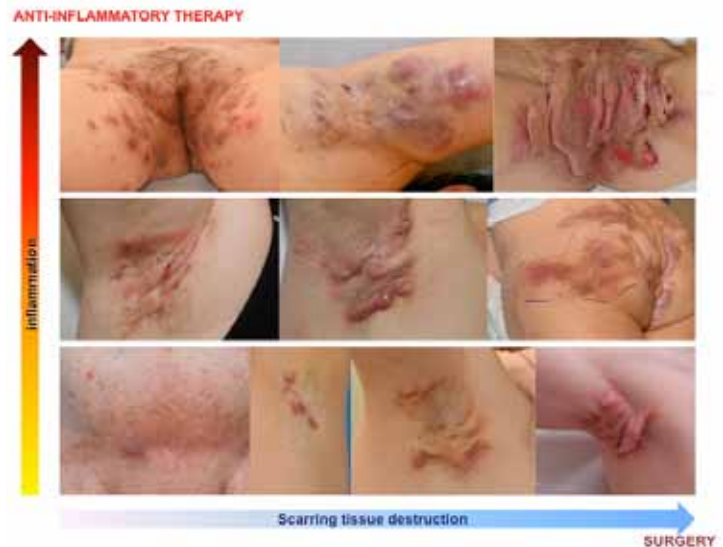 ANTI-INFLAMMATORY THERAPY
inflammation
Scarring tissue destruction
SURGERY